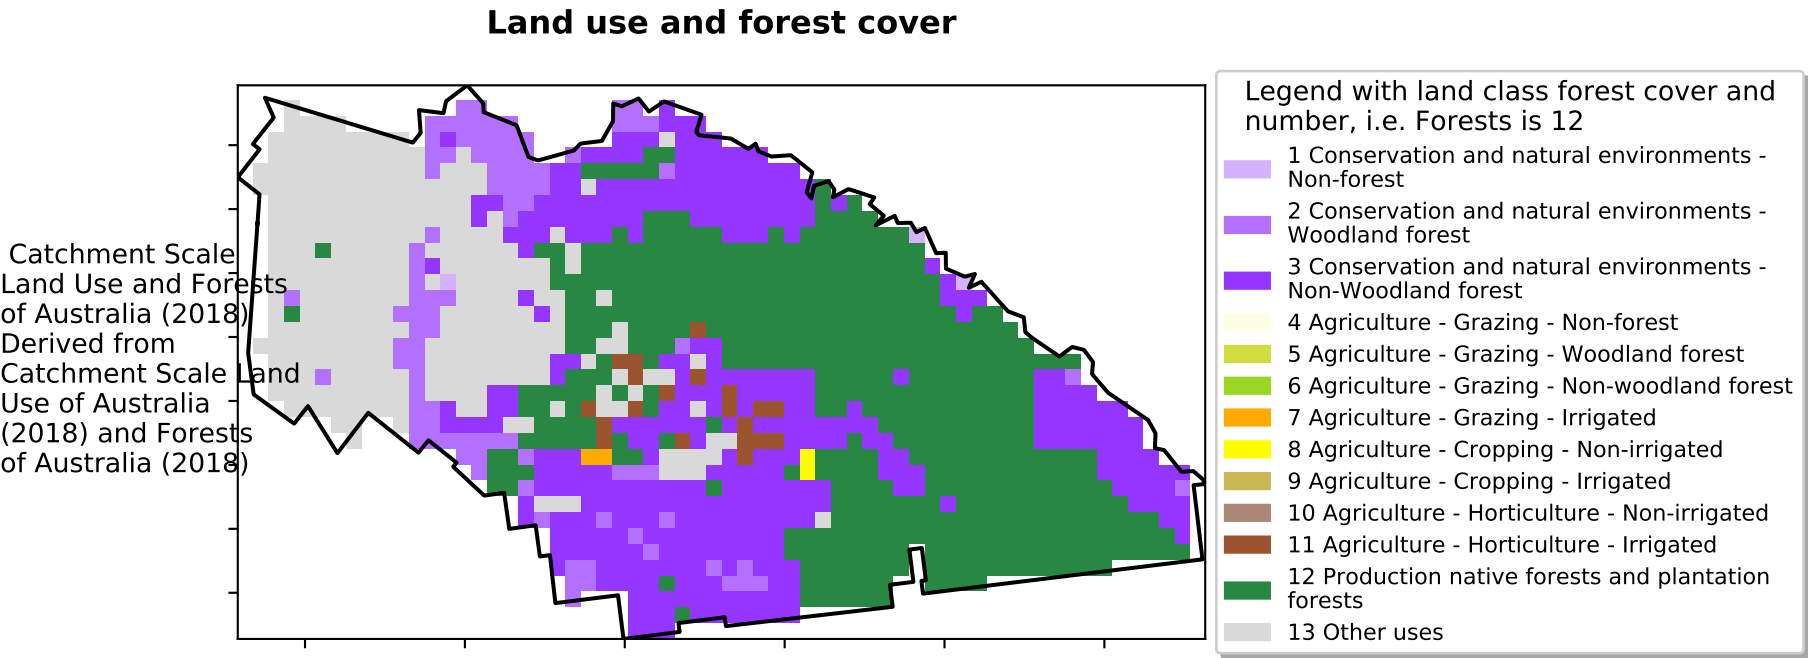 Land use and forest cover
Catchment Scale
Land Use and Forests
of Australia (2018)
Derived from
Catchment Scale Land
Use of Australia
(2018) and Forests
of Australia (2018)
Legend with land class forest cover and
number, i.e. Forests is 12
1 Conservation and natural environments -
Non-forest
2 Conservation and natural environments -
Woodland forest
3 Conservation and natural environments -
Non-Woodland forest
4 Agriculture - Grazing - Non-forest
5 Agriculture - Grazing - Woodland forest
6 Agriculture - Grazing - Non-woodland forest
7 Agriculture - Grazing - Irrigated
8 Agriculture - Cropping - Non-irrigated
9 Agriculture - Cropping - Irrigated
10 Agriculture - Horticulture - Non-irrigated
11 Agriculture - Horticulture - Irrigated
12 Production native forests and plantation
forests
13 Other uses